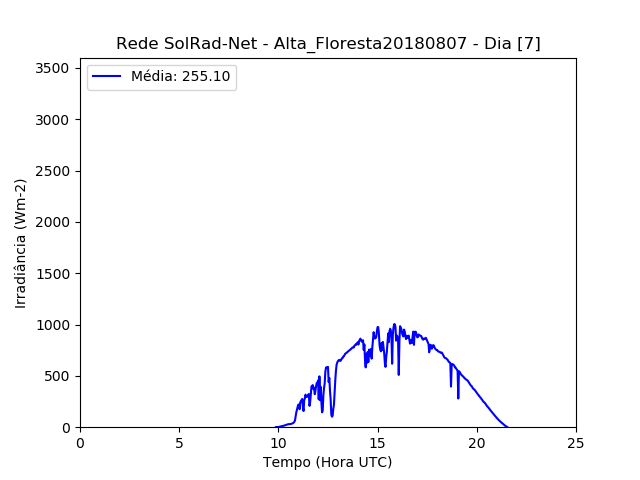 Rede SolRad-Net - Alta_Floresta20180807 - Dia [7]
Média: 255.10
3500
3000
2500
2000
1500
1000
500
0
Irradiância (Wm-2)
0 5 10 15 20 25
Tempo (Hora UTC)